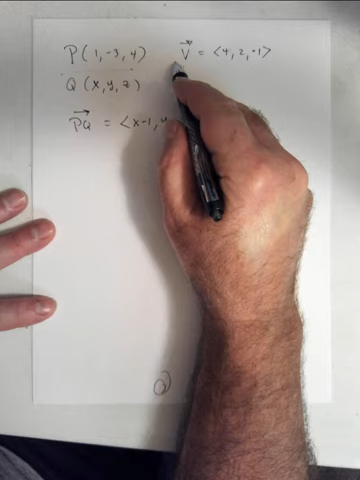 P(1,-3,4) V⃗ = <4,2,-1>
Q(x,y,z)
PQ⃗ = <x-1,y